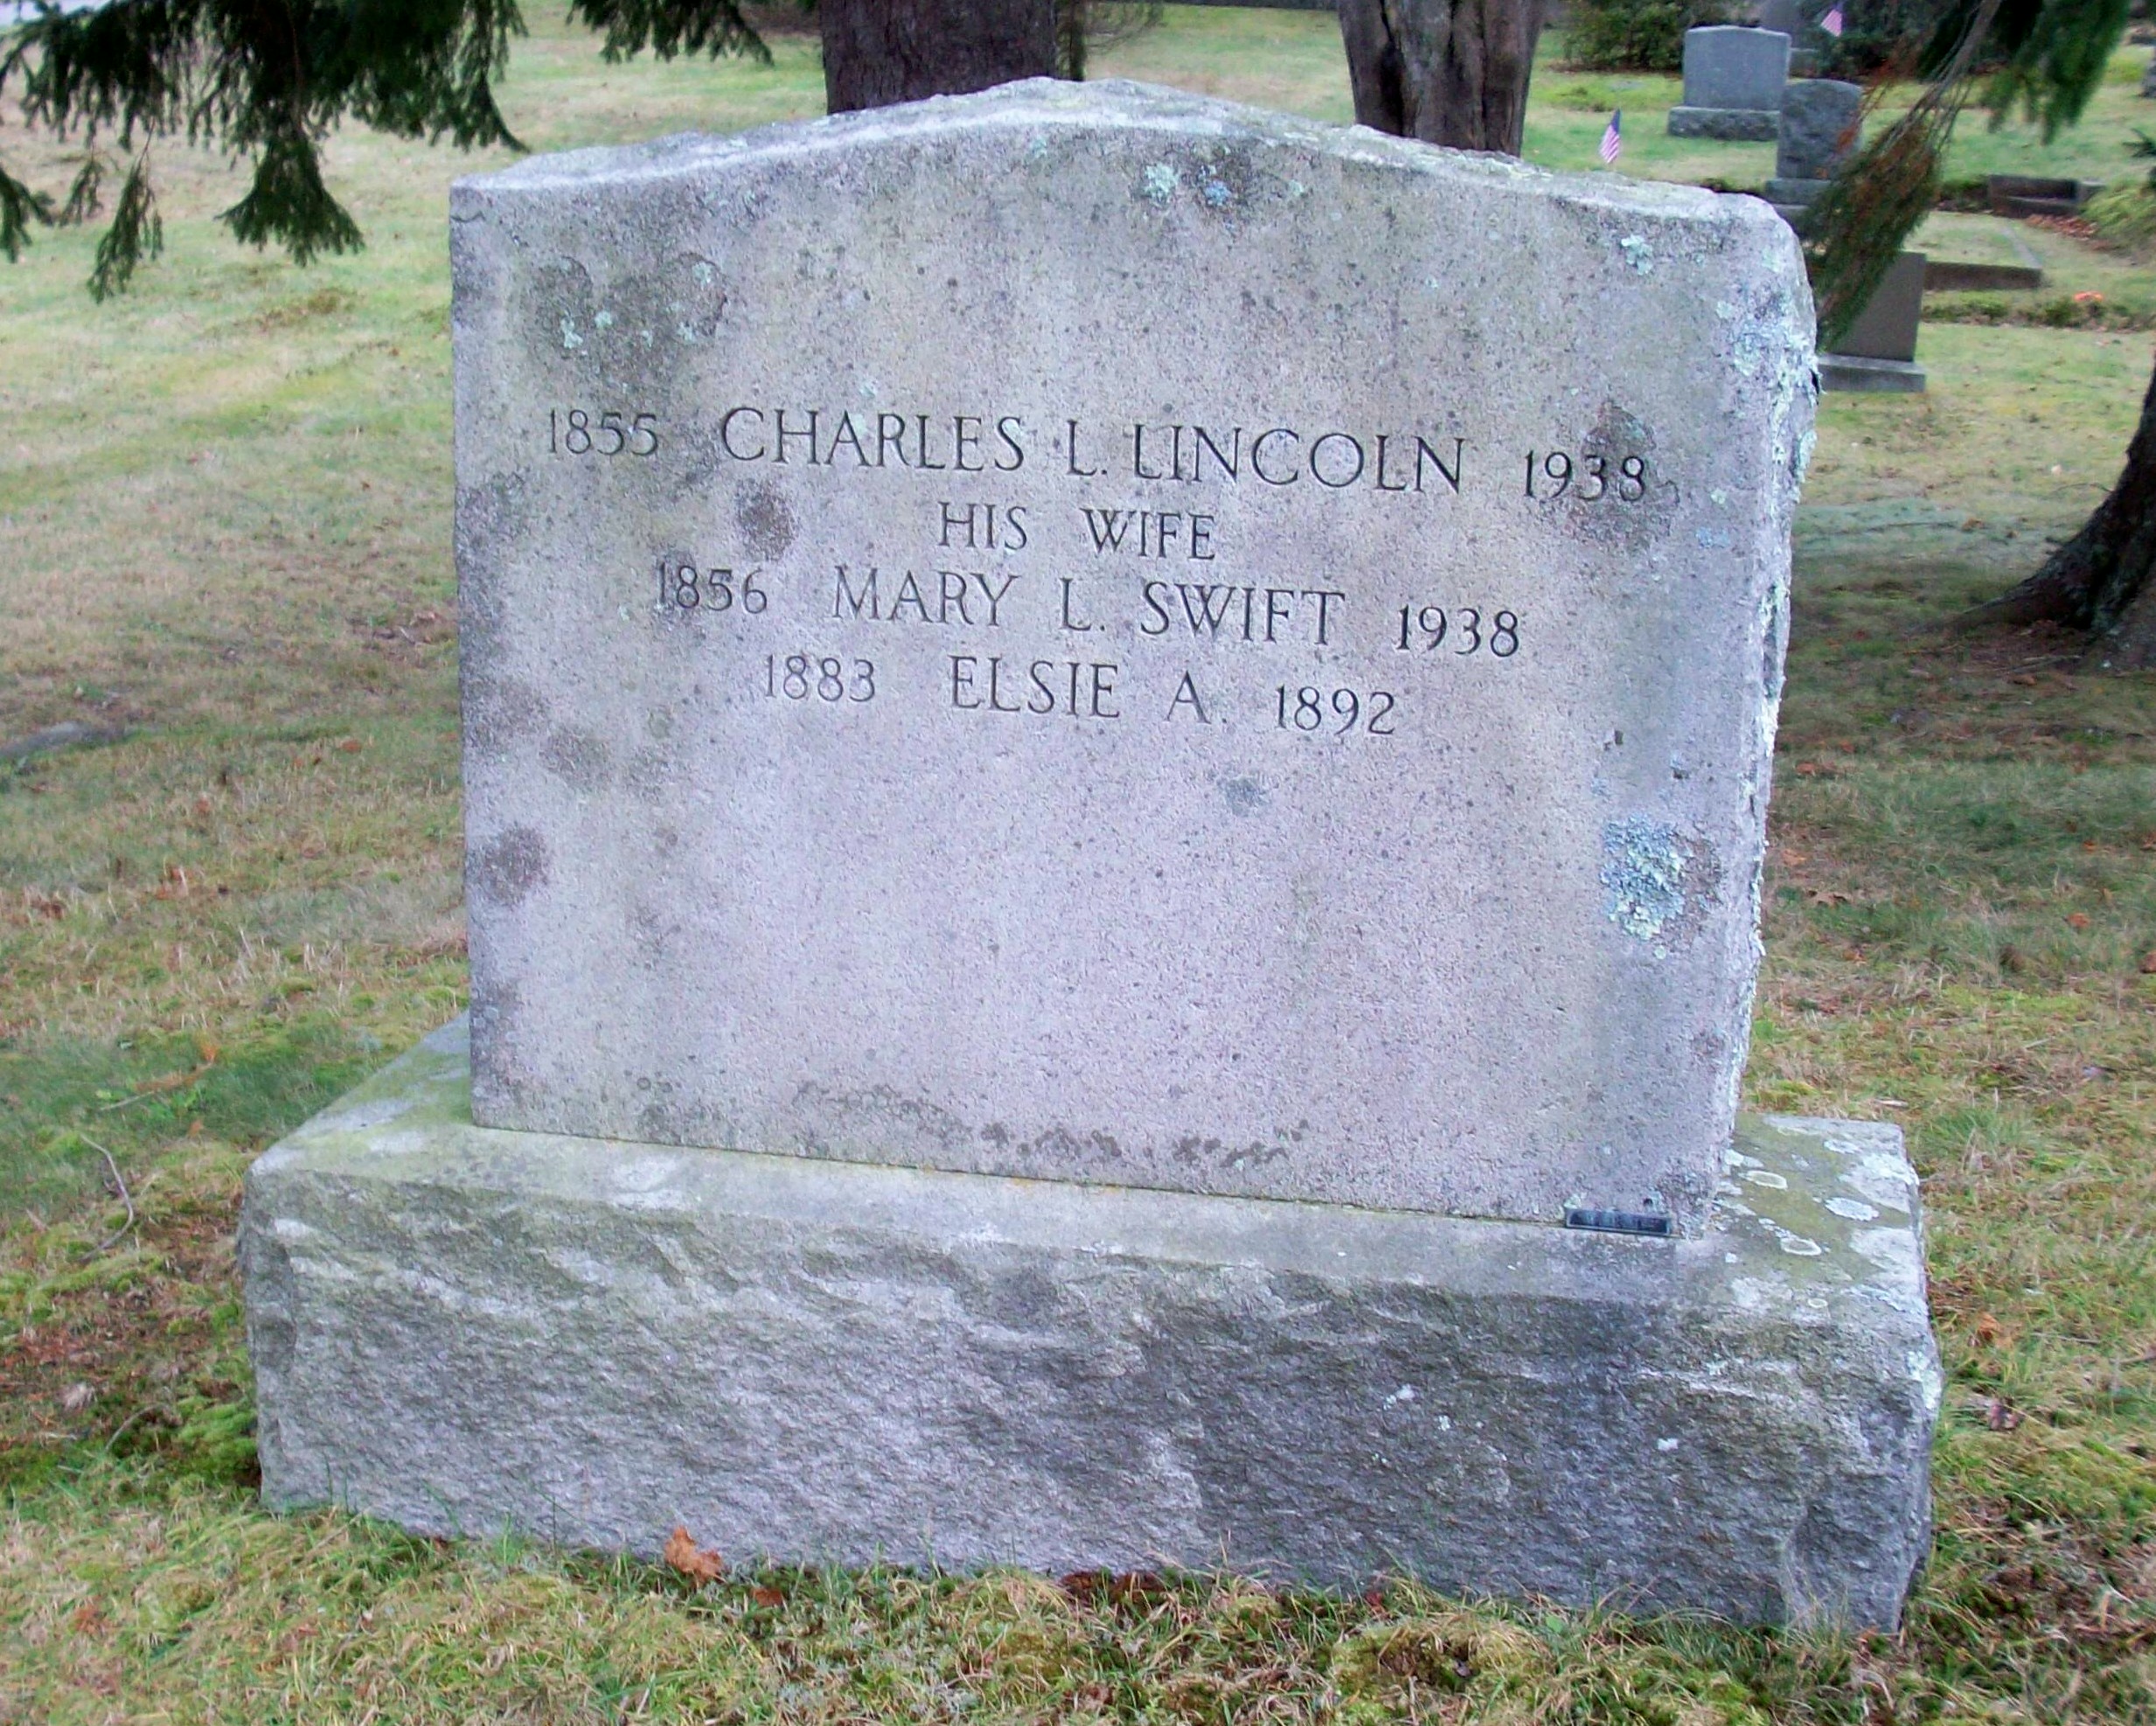 1855 CHARLES L. LINCOLN 1938
HIS WIFE
1856 MARY L. SWIFT 1938
1883 ELSIE A. 1892